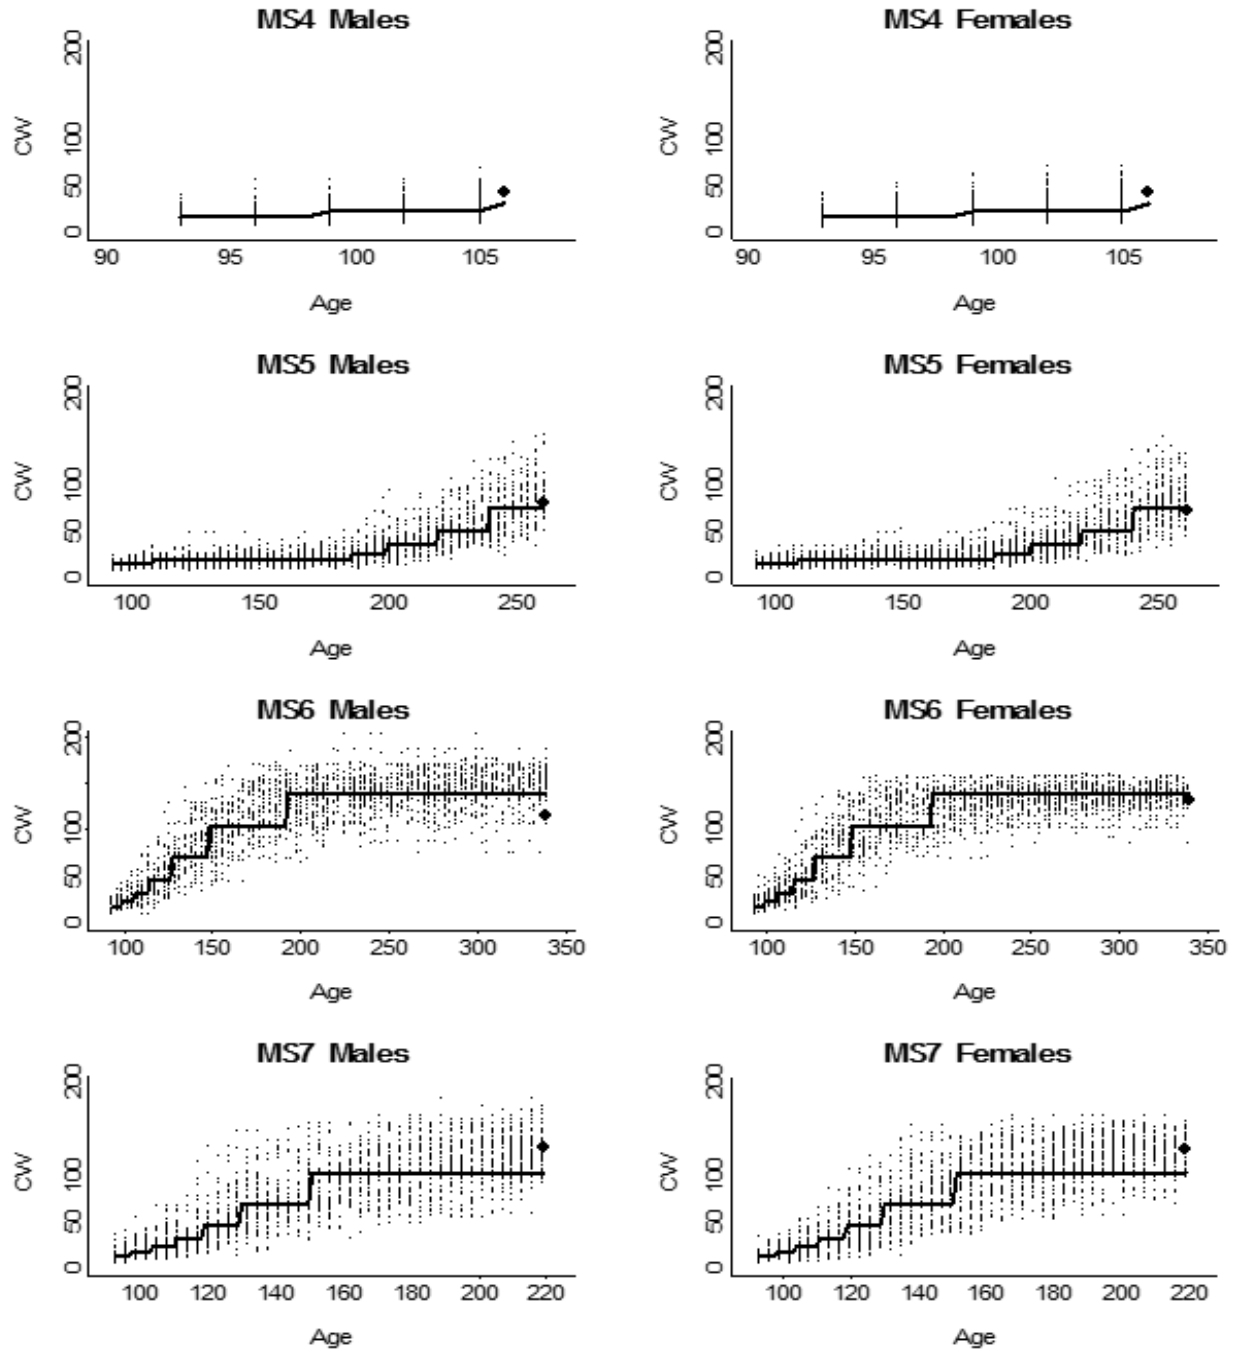 MS4 Males
MS4 Females
CW
0 50 100 200
CW
0 50 100 200
90 95 100 105
90 95 100 105
Age
Age
MS5 Males
MS5 Females
CW
0 50 100 200
CW
0 50 100 200
100 150 200 250
100 150 200 250
Age
Age
MS6 Males
MS6 Females
CW
0 50 100 200
CW
0 50 100 200
100 150 200 250 300 350
100 150 200 250 300 350
Age
Age
MS7 Males
MS7 Females
CW
0 50 100 200
CW
0 50 100 200
100 120 140 160 180 200 220
100 120 140 160 180 200 220
Age
Age